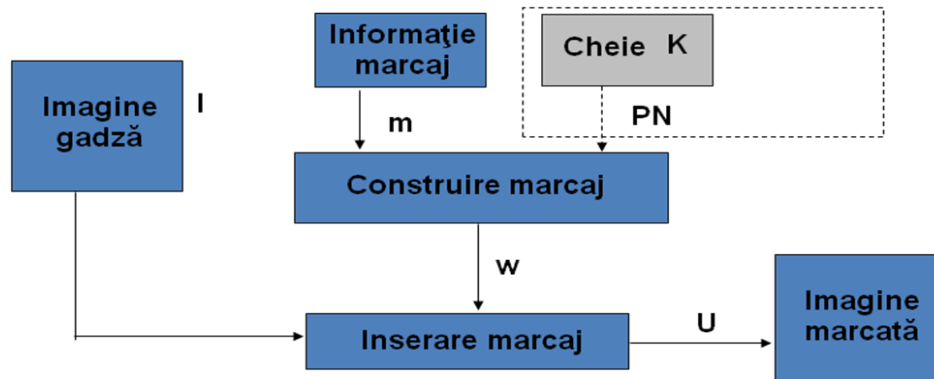 Informaţie
marcaj
Cheie K
Imagine
gadză
I
m
PN
Construire marcaj
w
Inserare marcaj
U
Imagine
marcată